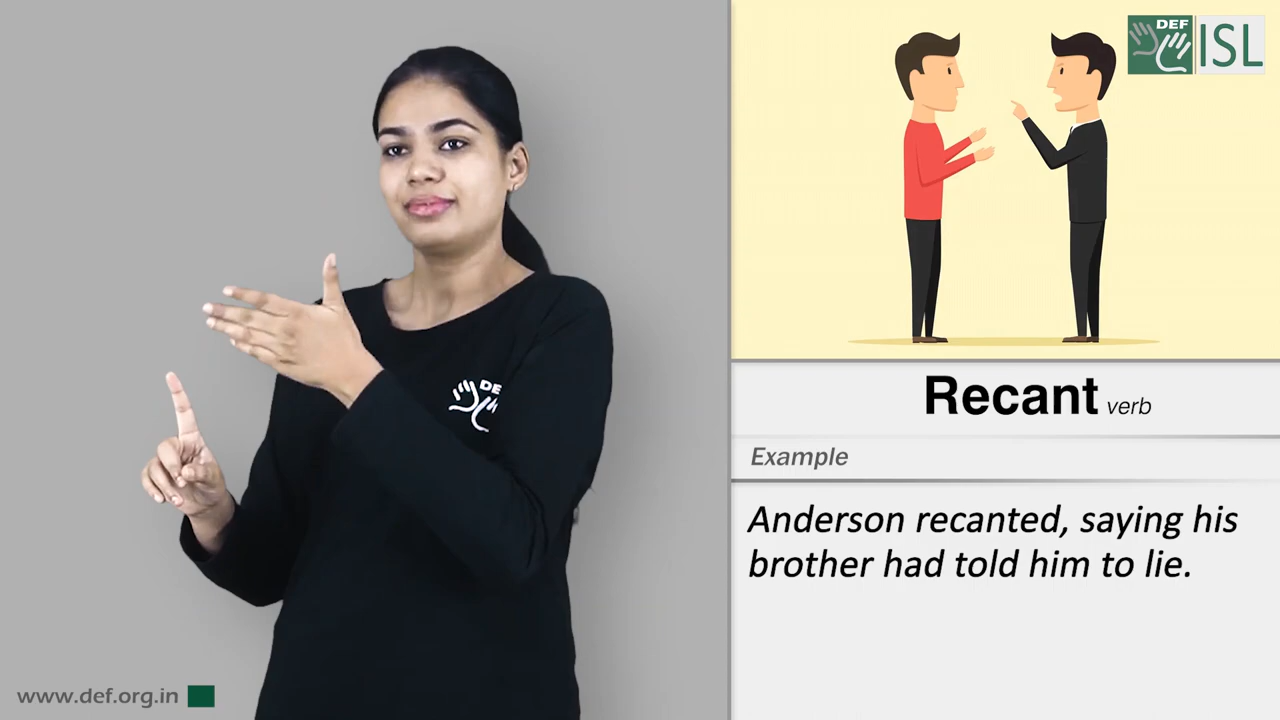 DEF
ISL
DE
Recant verb
Example
Anderson recanted, saying his
brother had told him to lie.
www.def.org.in